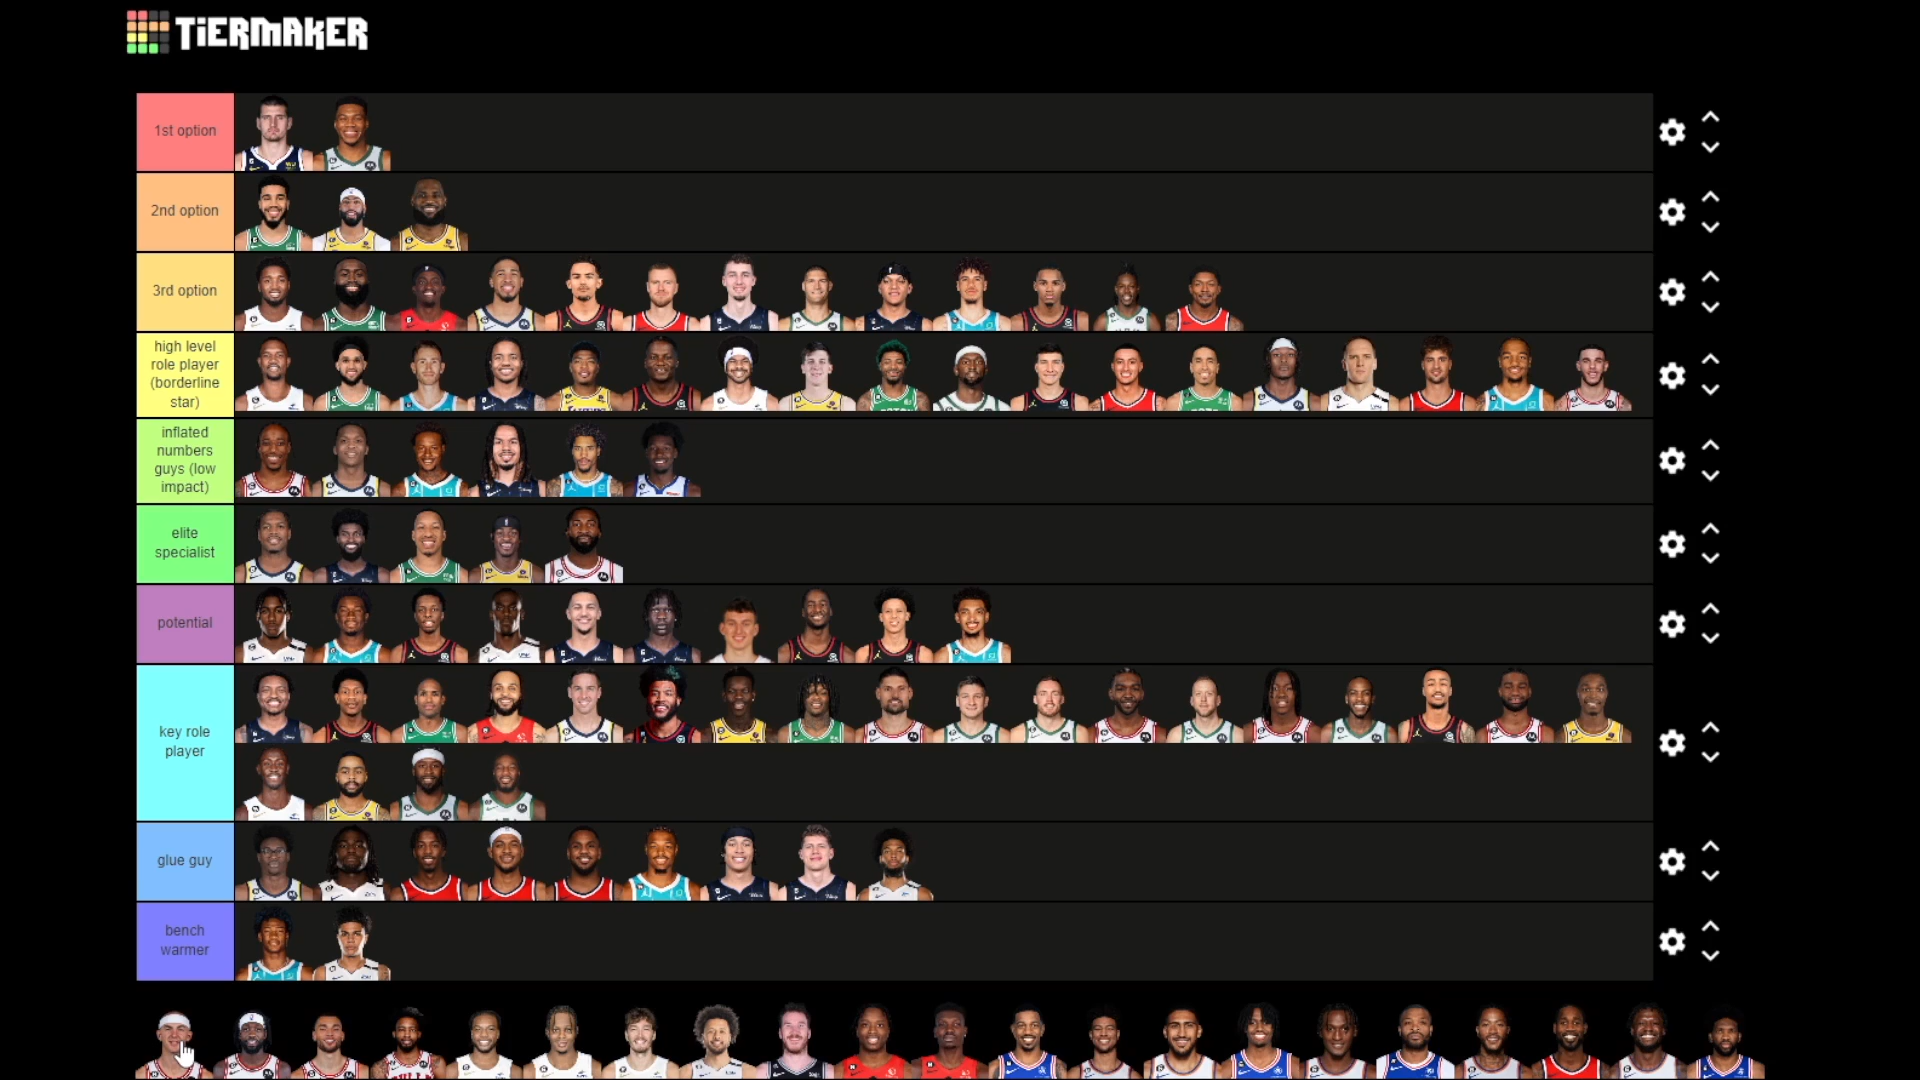 TiERMAKER
1st option
2nd option
3rd option
high level
role player
(borderline
star)
inflated
numbers
guys (low
impact)
elite
specialist
potential
key role
player
glue guy
bench
warmer